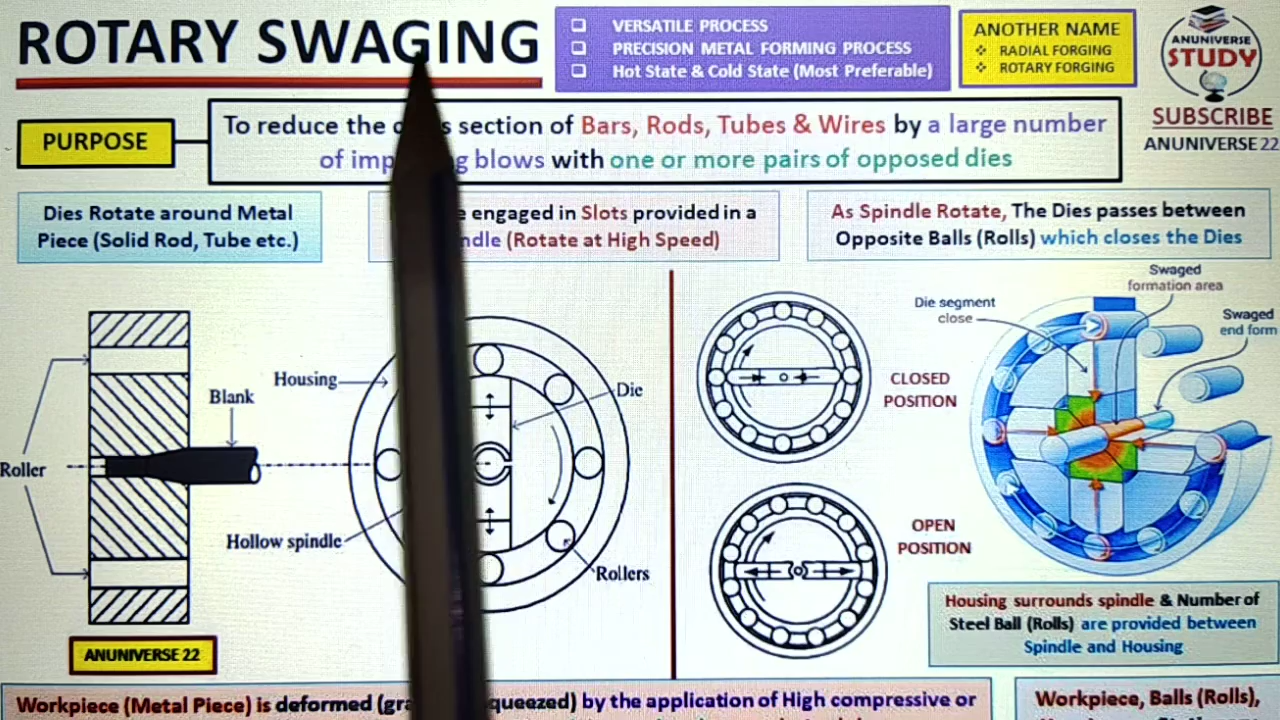 ROTARY SWAGING
VERSATILE PROCESS
PRECISION METAL FORMING PROCESS
Hot State & Cold State (Most Preferable)
ANOTHER NAME
RADIAL FORGING
ROTARY FORGING
ANUNIVERSE
STUDY
SUBSCRIBE
ANUNIVERSE 22
PURPOSE
To reduce the section of Bars, Rods, Tubes & Wires by a large number
of blows with one or more pairs of opposed dies
Dies Rotate around Metal
Piece (Solid Rod, Tube etc.)
engaged in Slots provided in a
(Rotate at High Speed)
As Spindle Rotate, The Dies passes between
Opposite Balls (Rolls) which closes the Dies
Roller
Blank
Housing
Die
Hollow spindle
Rollers
ANUNIVERSE 22
CLOSED
POSITION
OPEN
POSITION
Swaged
formation area
Die segment
close
Swaged
end form
Housing surrounds spindle & Number of
Steel Ball (Rolls) are provided between
Spindle and Housing
Workpiece (Metal Piece) is deformed by the application of High compressive or
Workpiece, Balls (Rolls),